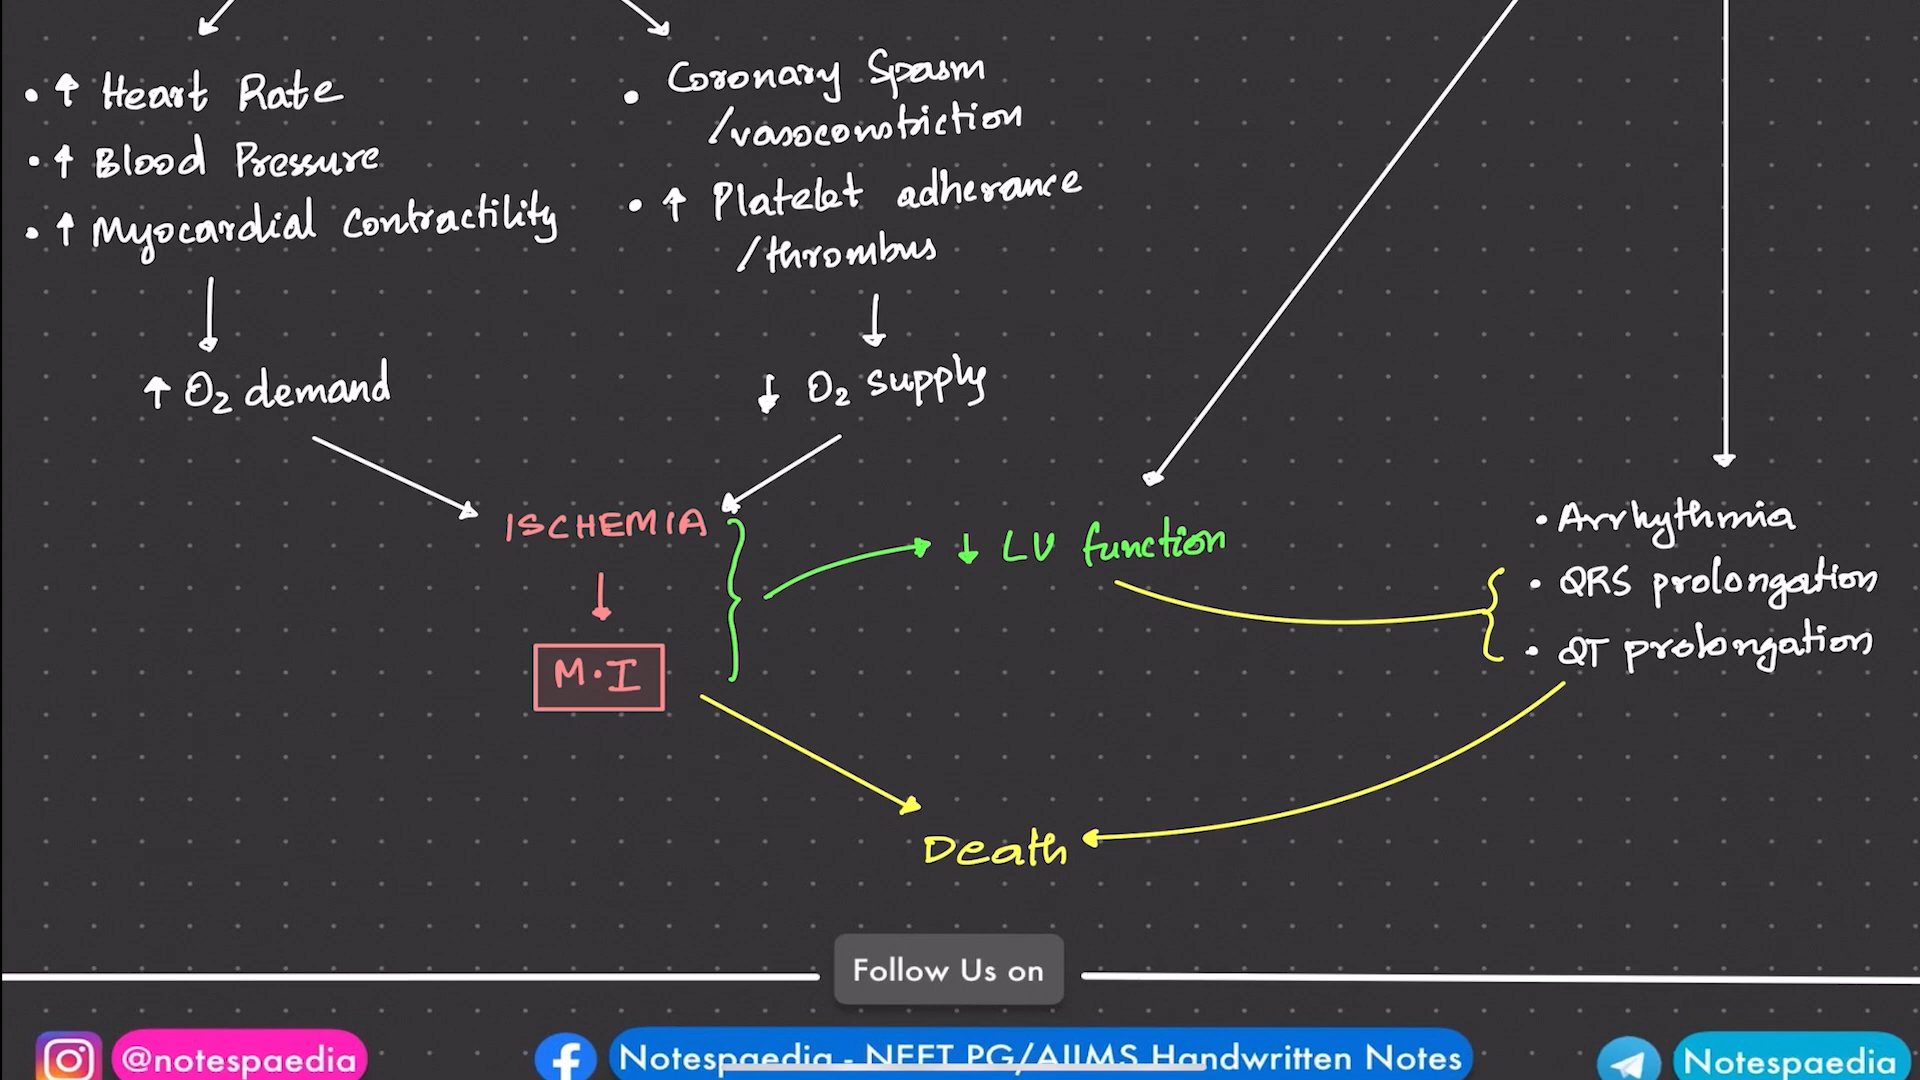 • ↑ Heart Rate
• ↑ Blood Pressure
• ↑ Myocardial Contractility
↑ O₂ demand
• Coronary Spasm
/vasoconstriction
• ↑ Platelet adherance
/thrombus
↓ O₂ supply
ISCHEMIA
M.I
↓ LV function
• Arrhythmia
• QRS prolongation
• QT prolongation
Death
Follow Us on
@notespaedia
Notespaedia - NEET PG/AIIMS Handwritten Notes
Notespaedia